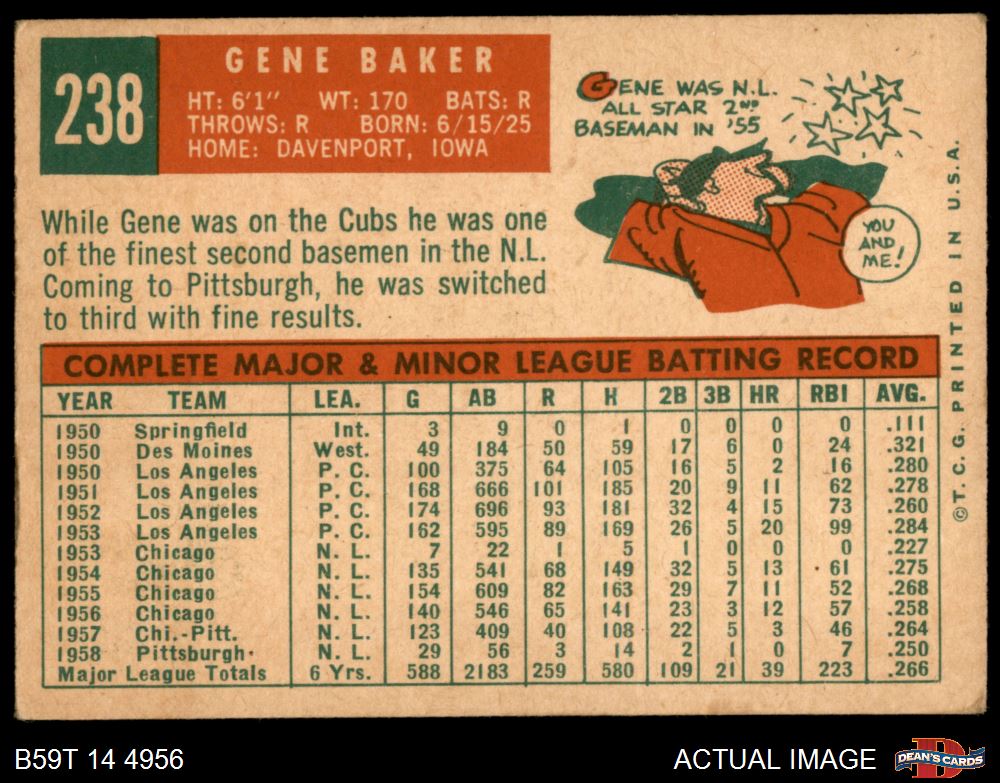 238
GENE BAKER
HT: 6'1" WT: 170 BATS: R
THROWS: R BORN: 6/15/25
HOME: DAVENPORT, IOWA
GENE WAS N.L.
ALL STAR 2ND
BASEMAN IN '55
YOU
AND
ME!
While Gene was on the Cubs he was one
of the finest second basemen in the N.L.
Coming to Pittsburgh, he was switched
to third with fine results.
COMPLETE MAJOR & MINOR LEAGUE BATTING RECORD
YEAR TEAM LEA. G AB R H 2B 3B HR RBI AVG.
1950 Springfield Int. 3 9 0 1 0 0 0 0 .111
1950 Des Moines West. 49 184 50 59 17 6 0 24 .321
1950 Los Angeles P. C. 100 375 64 105 16 5 2 16 .280
1951 Los Angeles P. C. 168 666 101 185 20 9 11 62 .278
1952 Los Angeles P. C. 174 696 93 181 32 4 15 73 .260
1953 Los Angeles P. C. 162 595 89 169 26 5 20 99 .284
1953 Chicago N. L. 7 22 1 5 1 0 0 0 .227
1954 Chicago N. L. 135 541 68 149 32 5 13 61 .275
1955 Chicago N. L. 154 609 82 163 29 7 11 52 .268
1956 Chicago N. L. 140 546 65 141 23 3 12 57 .258
1957 Chi.-Pitt. N. L. 123 409 40 108 22 5 3 46 .264
1958 Pittsburgh N. L. 29 56 3 14 2 1 0 7 .250
Major League Totals 6 Yrs. 588 2183 259 580 109 21 39 223 .266
© T. C. G. PRINTED IN U.S.A.
B59T 14 4956
ACTUAL IMAGE
D
DEAN'S CARDS